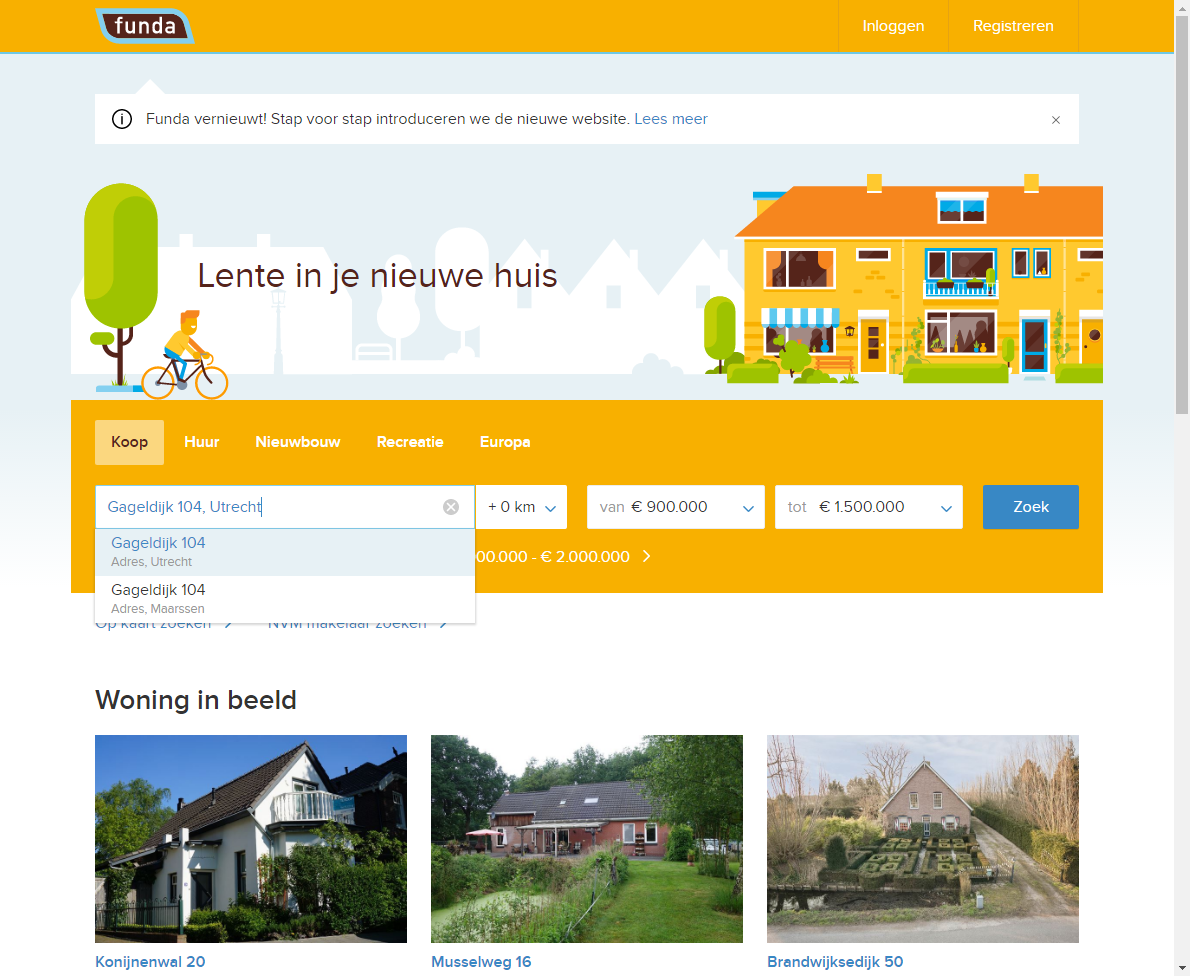 funda
Inloggen
Registreren
Funda vernieuwt! Stap voor stap introduceren we de nieuwe website. Lees meer
Lente in je nieuwe huis
Koop
Huur
Nieuwbouw
Recreatie
Europa
Gageldijk 104, Utrecht
+ 0 km
van € 900.000
tot € 1.500.000
Zoek
Gageldijk 104
Adres, Utrecht
00.000 - € 2.000.000
Gageldijk 104
Adres, Maarssen
Op kaart zoeken
NVM makelaar zoeken
Woning in beeld
Konijnenwal 20
Musselweg 16
Brandwijksedijk 50